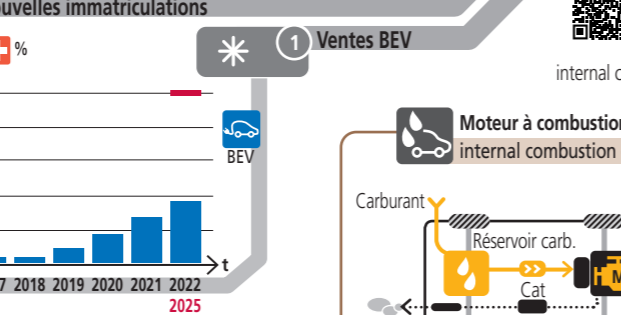 uvelles immatriculations
%
1 Ventes BEV
BEV
t
7 2018 2019 2020 2021 2022
2025
internal c
Moteur à combustion
internal combustion
Carburant
Réservoir carb.
Cat
M